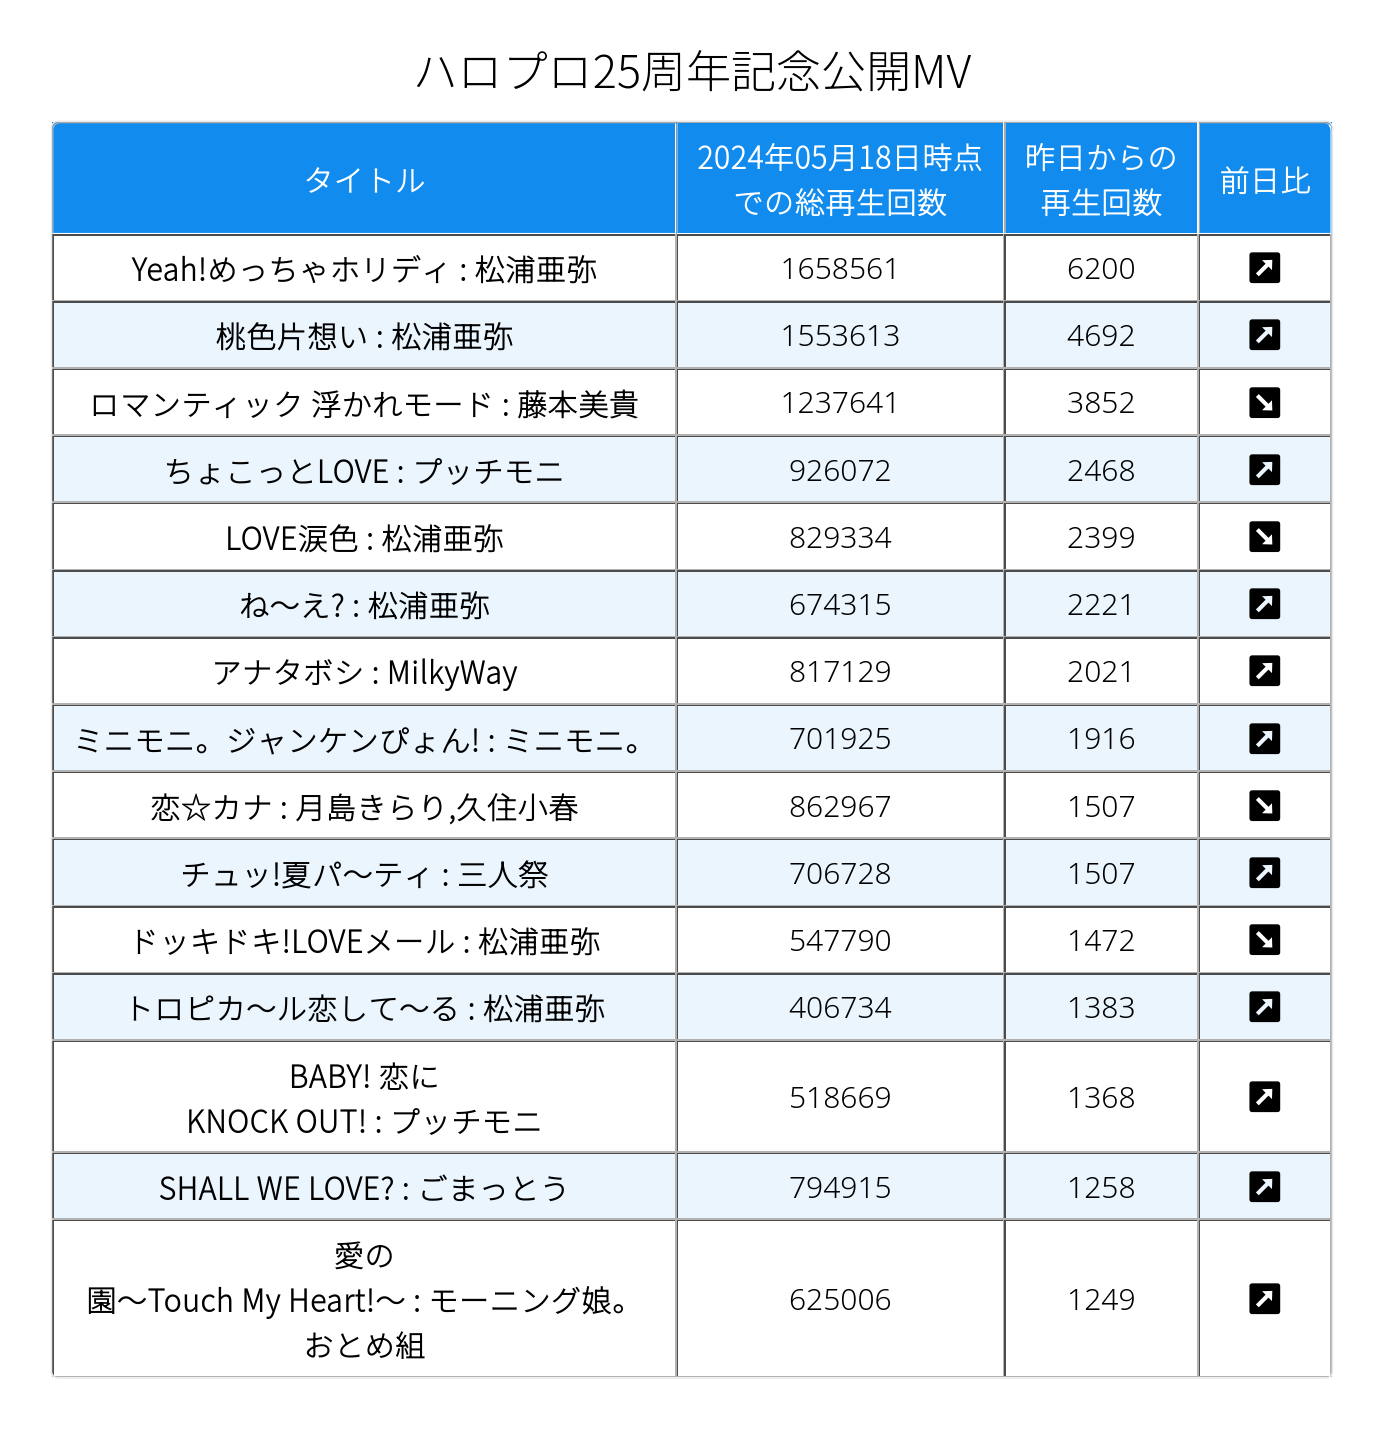 ハロプロ25周年記念公開MV
タイトル
2024年05月18日時点
での総再生回数
昨日からの
再生回数
前日比
Yeah!めっちゃホリディ : 松浦亜弥 1658561 6200 ↗
桃色片想い : 松浦亜弥 1553613 4692 ↗
ロマンティック 浮かれモード : 藤本美貴 1237641 3852 ↘
ちょこっとLOVE : プッチモニ 926072 2468 ↗
LOVE涙色 : 松浦亜弥 829334 2399 ↘
ね〜え? : 松浦亜弥 674315 2221 ↗
アナタボシ : MilkyWay 817129 2021 ↗
ミニモニ。ジャンケンぴょん! : ミニモニ。 701925 1916 ↗
恋☆カナ : 月島きらり,久住小春 862967 1507 ↘
チュッ!夏パ〜ティ : 三人祭 706728 1507 ↗
ドッキドキ!LOVEメール : 松浦亜弥 547790 1472 ↘
トロピカ〜ル恋して〜る : 松浦亜弥 406734 1383 ↗
BABY! 恋に
KNOCK OUT! : プッチモニ 518669 1368 ↗
SHALL WE LOVE? : ごまっとう 794915 1258 ↗
愛の
園〜Touch My Heart!〜 : モーニング娘。 625006 1249 ↗
おとめ組